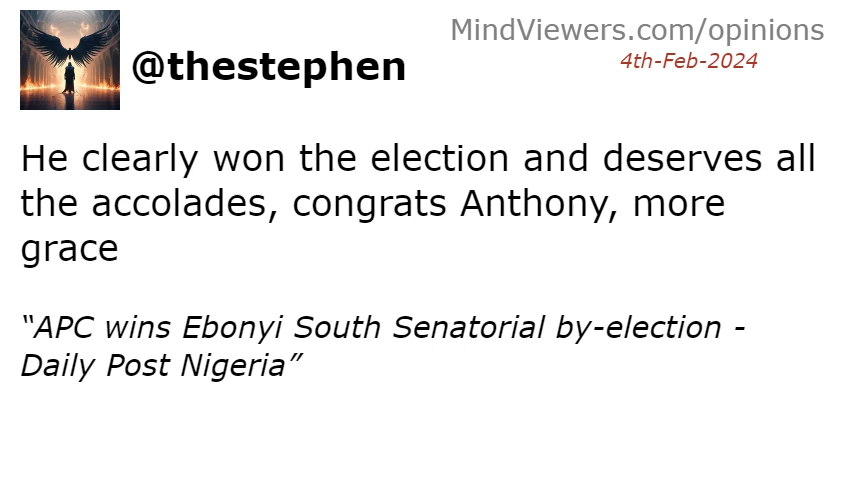 MindViewers.com/opinions
4th-Feb-2024
@thestephen
He clearly won the election and deserves all
the accolades, congrats Anthony, more
grace
“APC wins Ebonyi South Senatorial by-election -
Daily Post Nigeria”